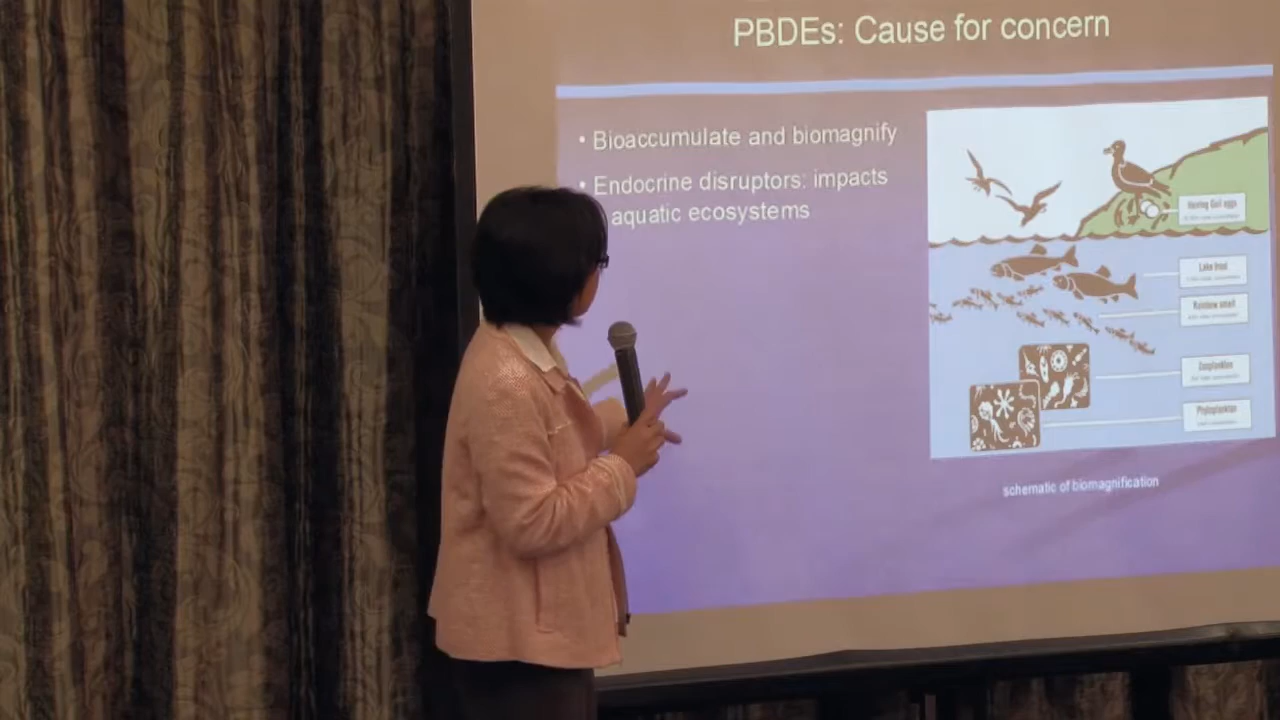 PBDEs: Cause for concern
• Bioaccumulate and biomagnify
• Endocrine disruptors: impacts
aquatic ecosystems
Herring Gull eggs
Lake trout
Rainbow smelt
Zooplankton
Phytoplankton
schematic of biomagnification